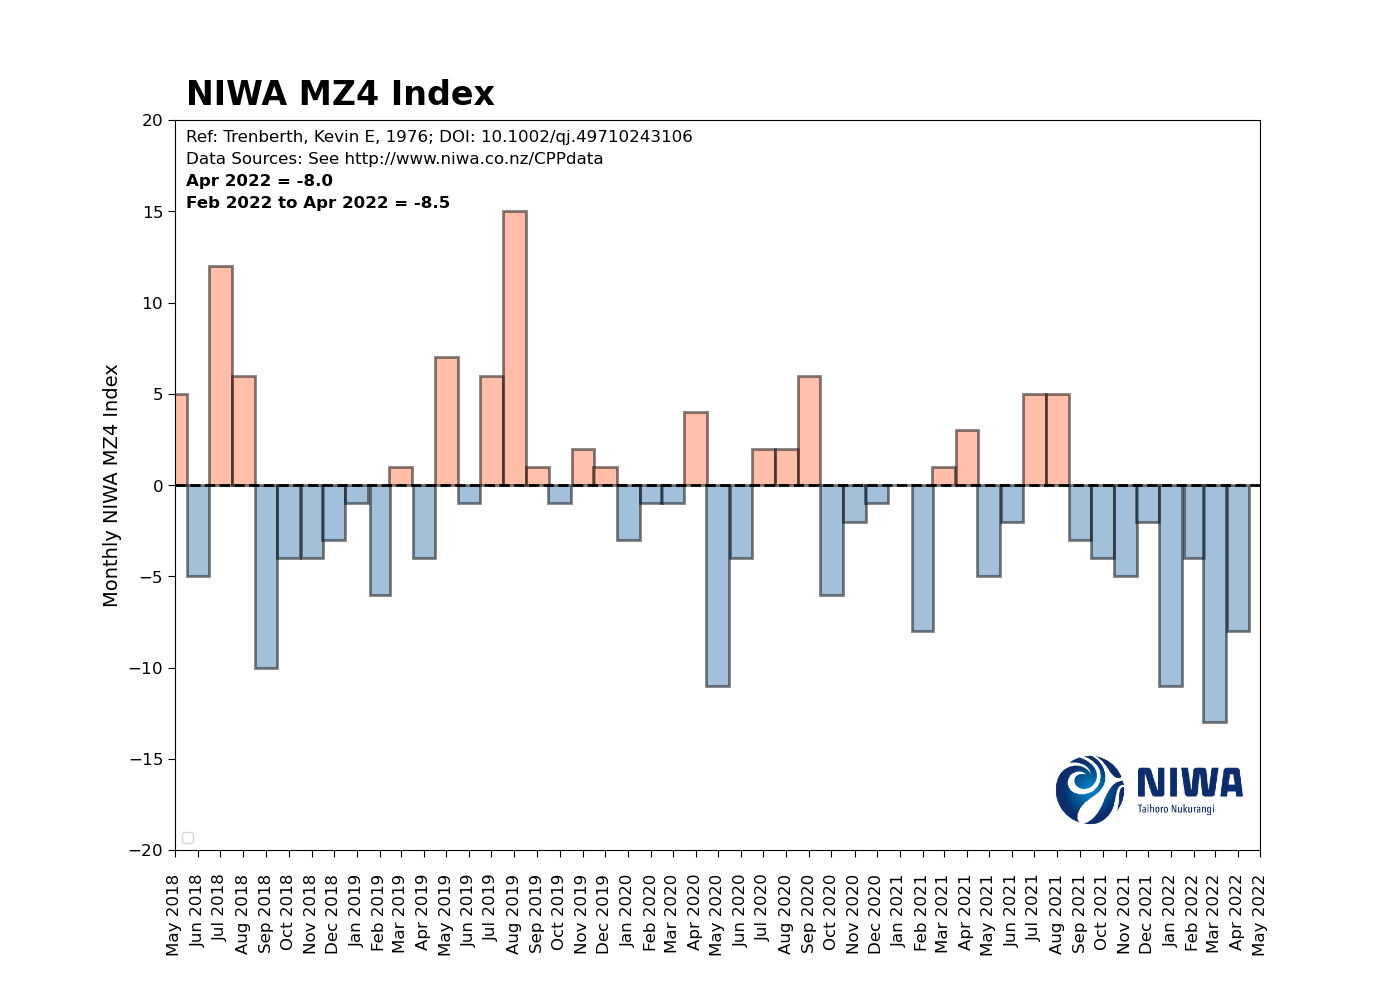 NIWA MZ4 Index
Ref: Trenberth, Kevin E, 1976; DOI: 10.1002/qj.49710243106
Data Sources: See http://www.niwa.co.nz/CPPdata
Apr 2022 = -8.0
Feb 2022 to Apr 2022 = -8.5
Monthly NIWA MZ4 Index
20
15
10
5
0
−5
−10
−15
−20
NIWA
Taihoro Nukurangi
May 2018
Jun 2018
Jul 2018
Aug 2018
Sep 2018
Oct 2018
Nov 2018
Dec 2018
Jan 2019
Feb 2019
Mar 2019
Apr 2019
May 2019
Jun 2019
Jul 2019
Aug 2019
Sep 2019
Oct 2019
Nov 2019
Dec 2019
Jan 2020
Feb 2020
Mar 2020
Apr 2020
May 2020
Jun 2020
Jul 2020
Aug 2020
Sep 2020
Oct 2020
Nov 2020
Dec 2020
Jan 2021
Feb 2021
Mar 2021
Apr 2021
May 2021
Jun 2021
Jul 2021
Aug 2021
Sep 2021
Oct 2021
Nov 2021
Dec 2021
Jan 2022
Feb 2022
Mar 2022
Apr 2022
May 2022